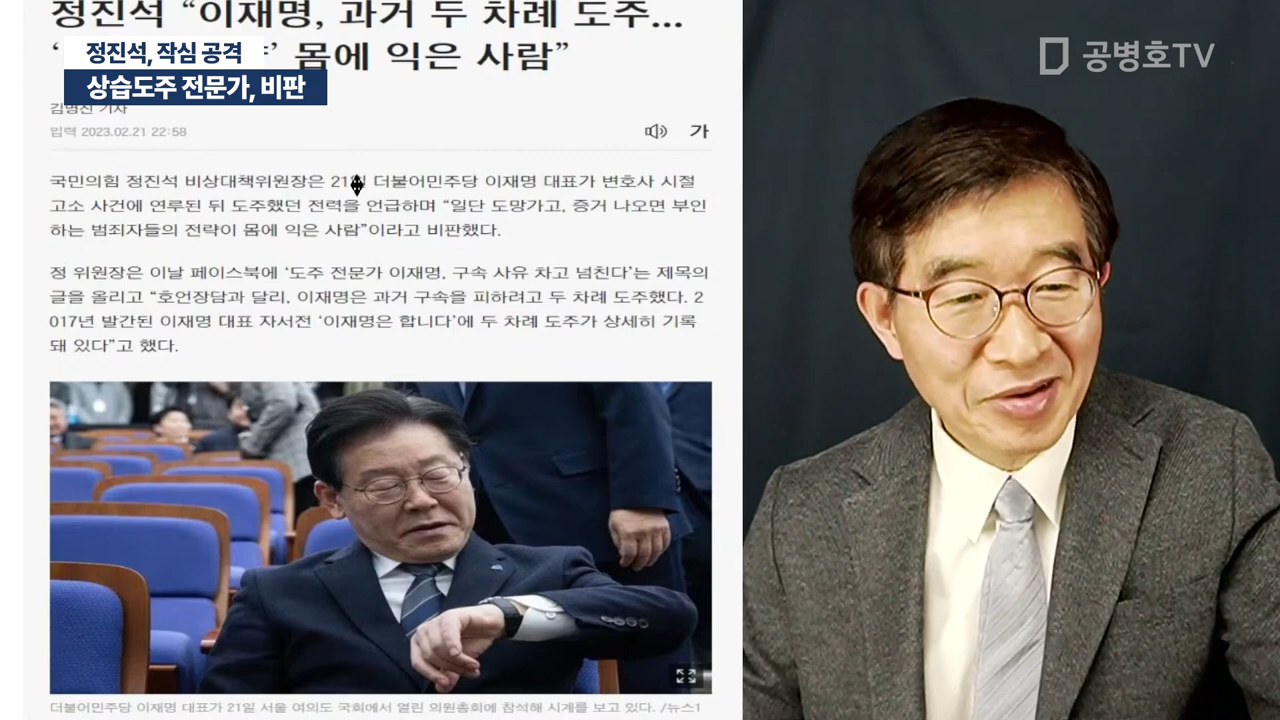 정진석 “이재명, 과거 두 차례 도주...
몸에 익은 사람”
정진석, 작심 공격
상습도주 전문가, 비판
공병호TV
김명진 기자
입력 2023.02.21 22:58
가
국민의힘 정진석 비상대책위원장은 21일 더불어민주당 이재명 대표가 변호사 시절
고소 사건에 연루된 뒤 도주했던 전력을 언급하며 “일단 도망가고, 증거 나오면 부인
하는 범죄자들의 전략이 몸에 익은 사람”이라고 비판했다.
정 위원장은 이날 페이스북에 ‘도주 전문가 이재명, 구속 사유 차고 넘친다’는 제목의
글을 올리고 “호언장담과 달리, 이재명은 과거 구속을 피하려고 두 차례 도주했다. 2
017년 발간된 이재명 대표 자서전 ‘이재명은 합니다’에 두 차례 도주가 상세히 기록
돼 있다”고 했다.
더불어민주당 이재명 대표가 21일 서울 여의도 국회에서 열린 의원총회에 참석해 시계를 보고 있다. /뉴스1